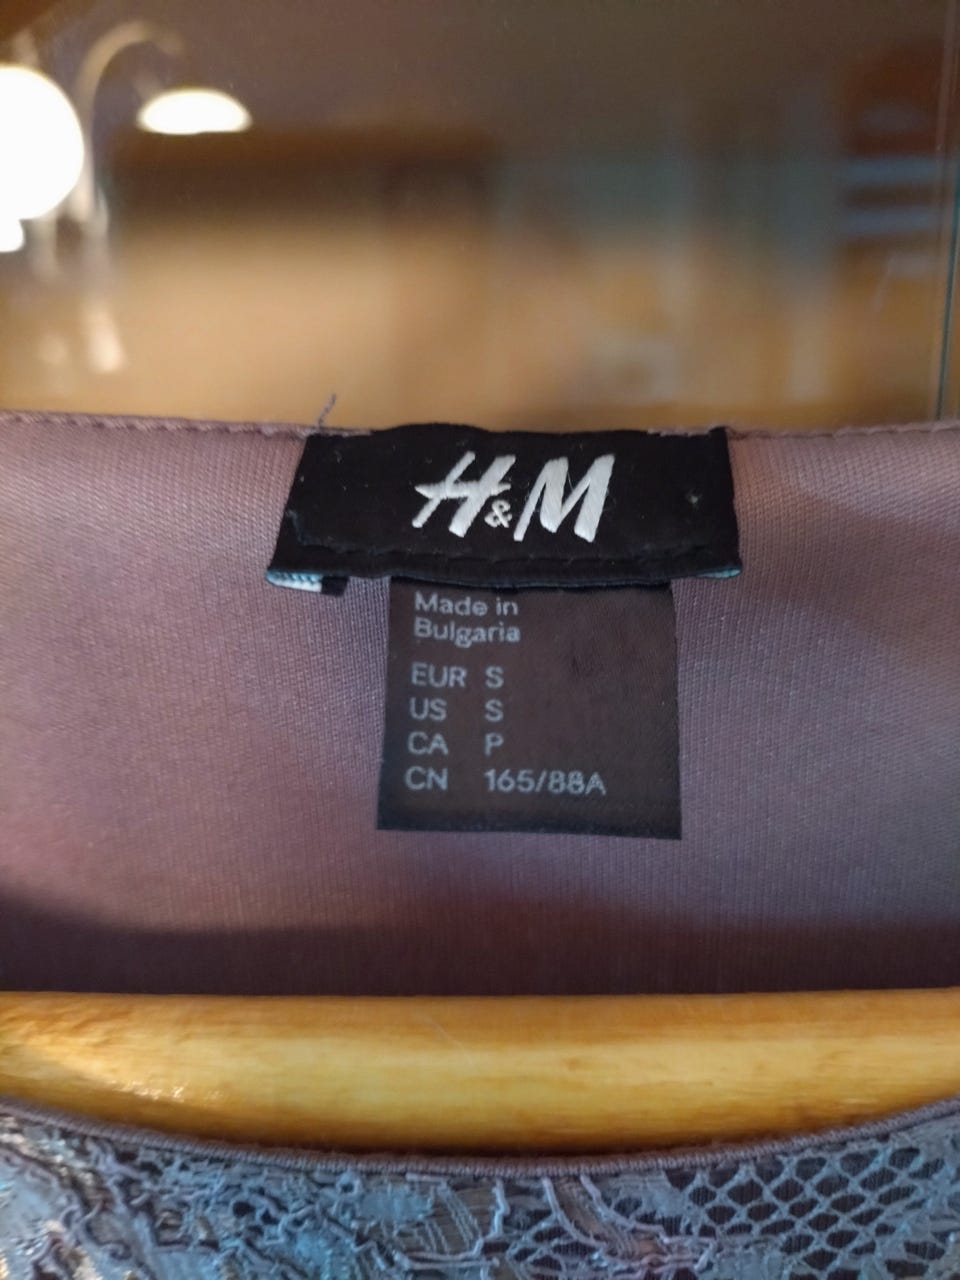 H&M
Made in
Bulgaria
EUR S
US S
CA P
CN 165/88A